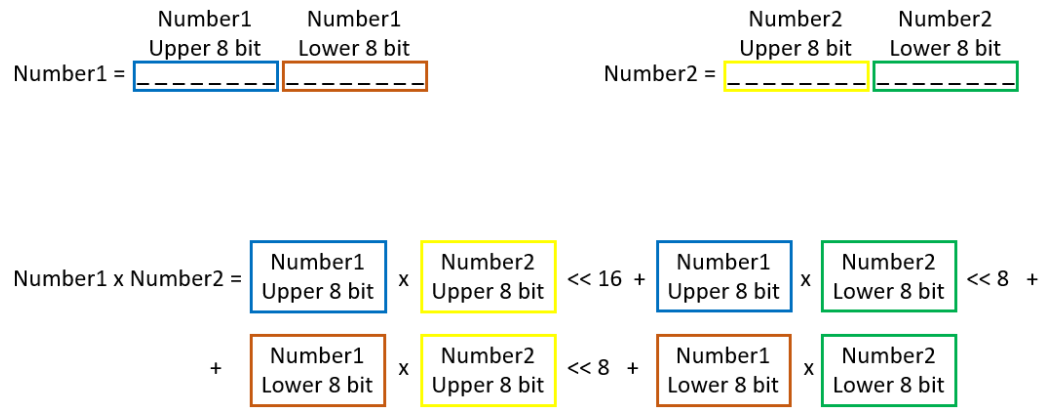 Number1 Number1 Number2 Number2
Upper 8 bit Lower 8 bit Upper 8 bit Lower 8 bit
Number1 = _ _ _ _ _ _ _ _ _ _ _ _ _ _ _ _ Number2 = _ _ _ _ _ _ _ _ _ _ _ _ _ _ _ _
Number1 Number2 Number1 Number2
Number1 x Number2 = Upper 8 bit x Upper 8 bit << 16 + Upper 8 bit x Lower 8 bit << 8 +
Number1 Number2 Number1 Number2
+ Lower 8 bit x Upper 8 bit << 8 + Lower 8 bit x Lower 8 bit